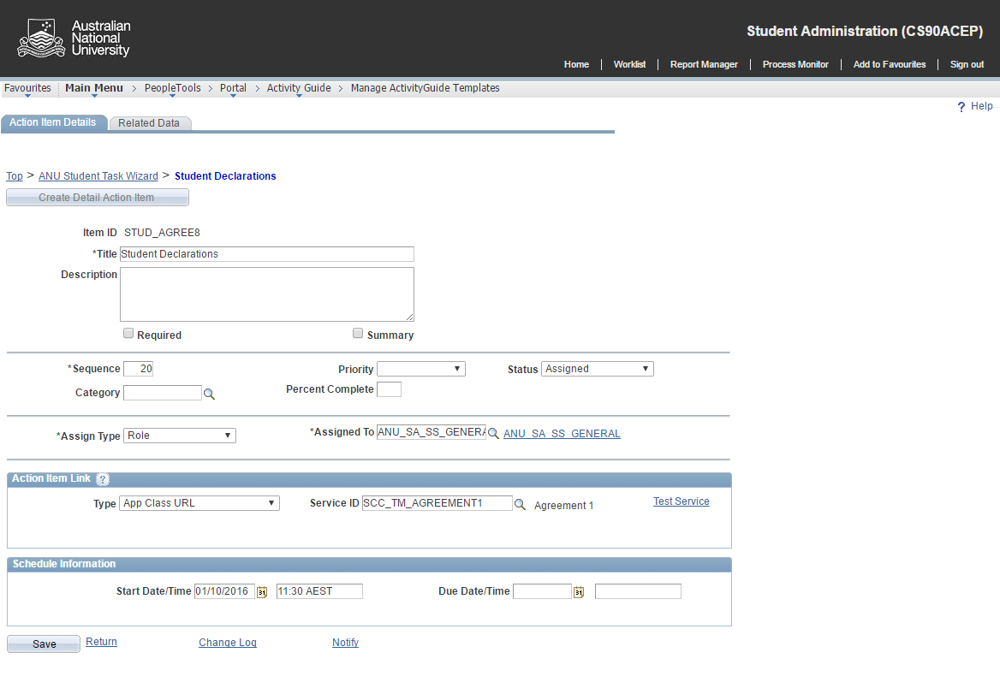 Australian
National
University
Student Administration (CS90ACEP)
Home Worklist Report Manager Process Monitor Add to Favourites Sign out
Favourites Main Menu > PeopleTools > Portal > Activity Guide > Manage ActivityGuide Templates
? Help
Action Item Details Related Data
Top > ANU Student Task Wizard > Student Declarations
Create Detail Action Item
Item ID STUD_AGREE8
*Title Student Declarations
Description
Required Summary
*Sequence 20 Priority Status Assigned
Category Percent Complete
*Assign Type Role *Assigned To ANU_SA_SS_GENERA ANU_SA_SS_GENERAL
Action Item Link ?
Type App Class URL Service ID SCC_TM_AGREEMENT1 Agreement 1 Test Service
Schedule Information
Start Date/Time 01/10/2016 31 11:30 AEST Due Date/Time 31
Save Return Change Log Notify